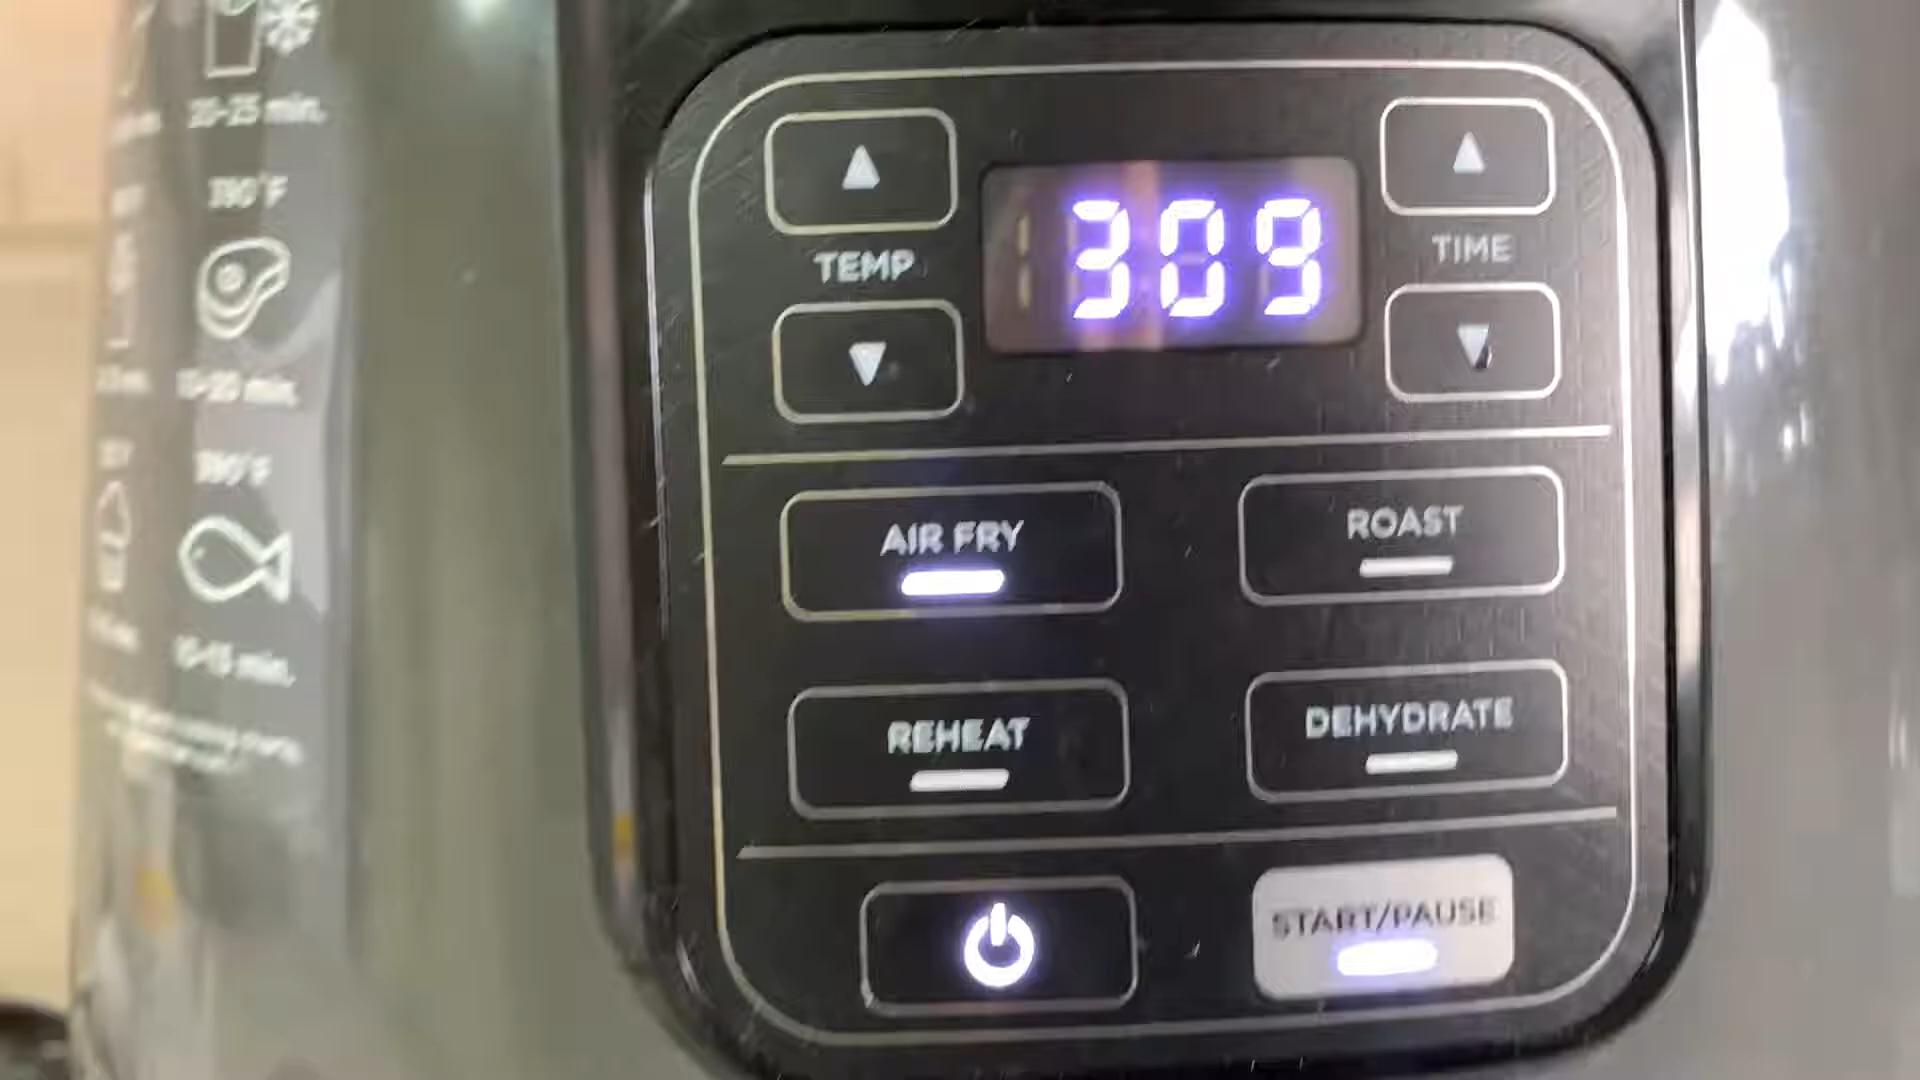 20-25 min.
390°F
15-20 min.
390°F
10-15 min.
TEMP
309
TIME
AIR FRY
ROAST
REHEAT
DEHYDRATE
START/PAUSE